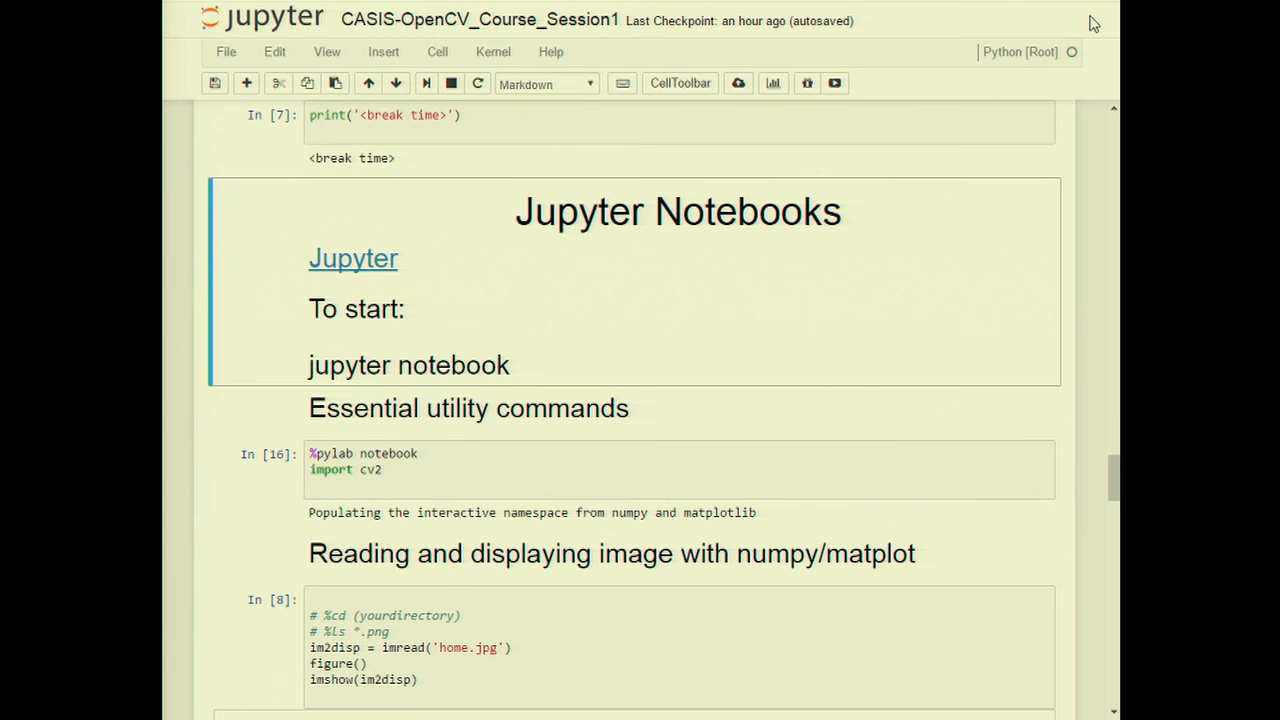 jupyter CASIS-OpenCV_Course_Session1 Last Checkpoint: an hour ago (autosaved)
File Edit View Insert Cell Kernel Help Python [Root]
Markdown CellToolbar
In [7]: print('<break time>')
<break time>
Jupyter Notebooks
Jupyter
To start:
jupyter notebook
Essential utility commands
In [16]: %pylab notebook
import cv2
Populating the interactive namespace from numpy and matplotlib
Reading and displaying image with numpy/matplot
In [8]:
# %cd (yourdirectory)
# %ls *.png
im2disp = imread('home.jpg')
figure()
imshow(im2disp)